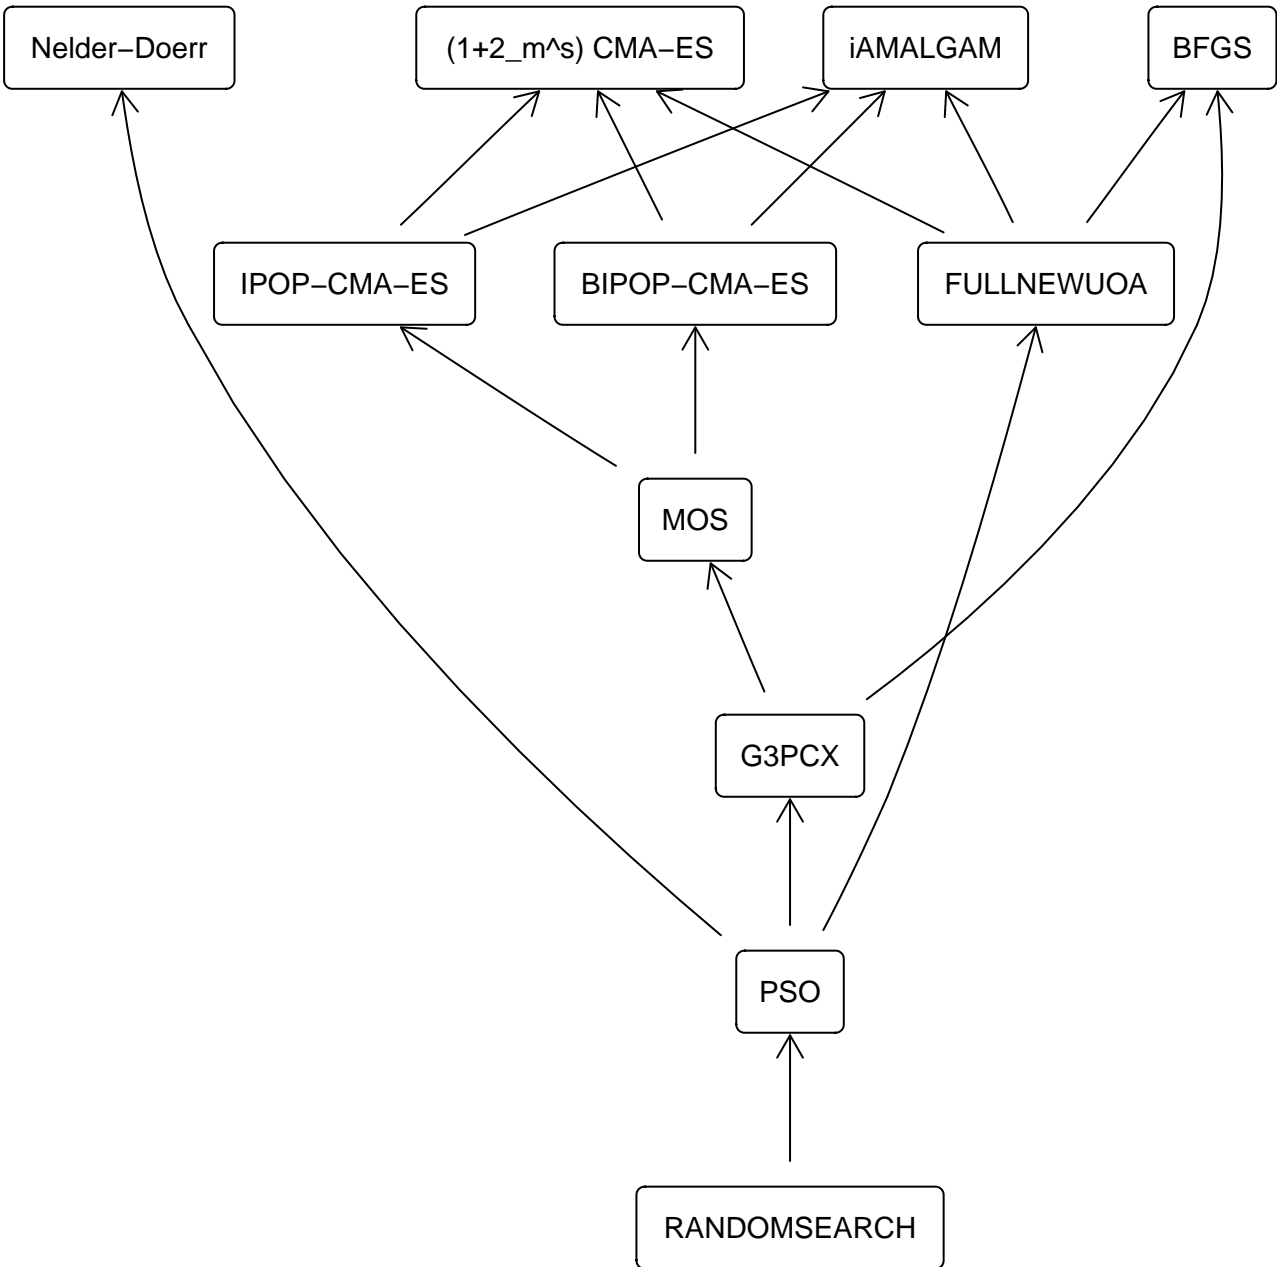 Nelder−Doerr
(1+2_m^s) CMA−ES
iAMALGAM
BFGS
IPOP−CMA−ES
BIPOP−CMA−ES
FULLNEWUOA
MOS
G3PCX
PSO
RANDOMSEARCH